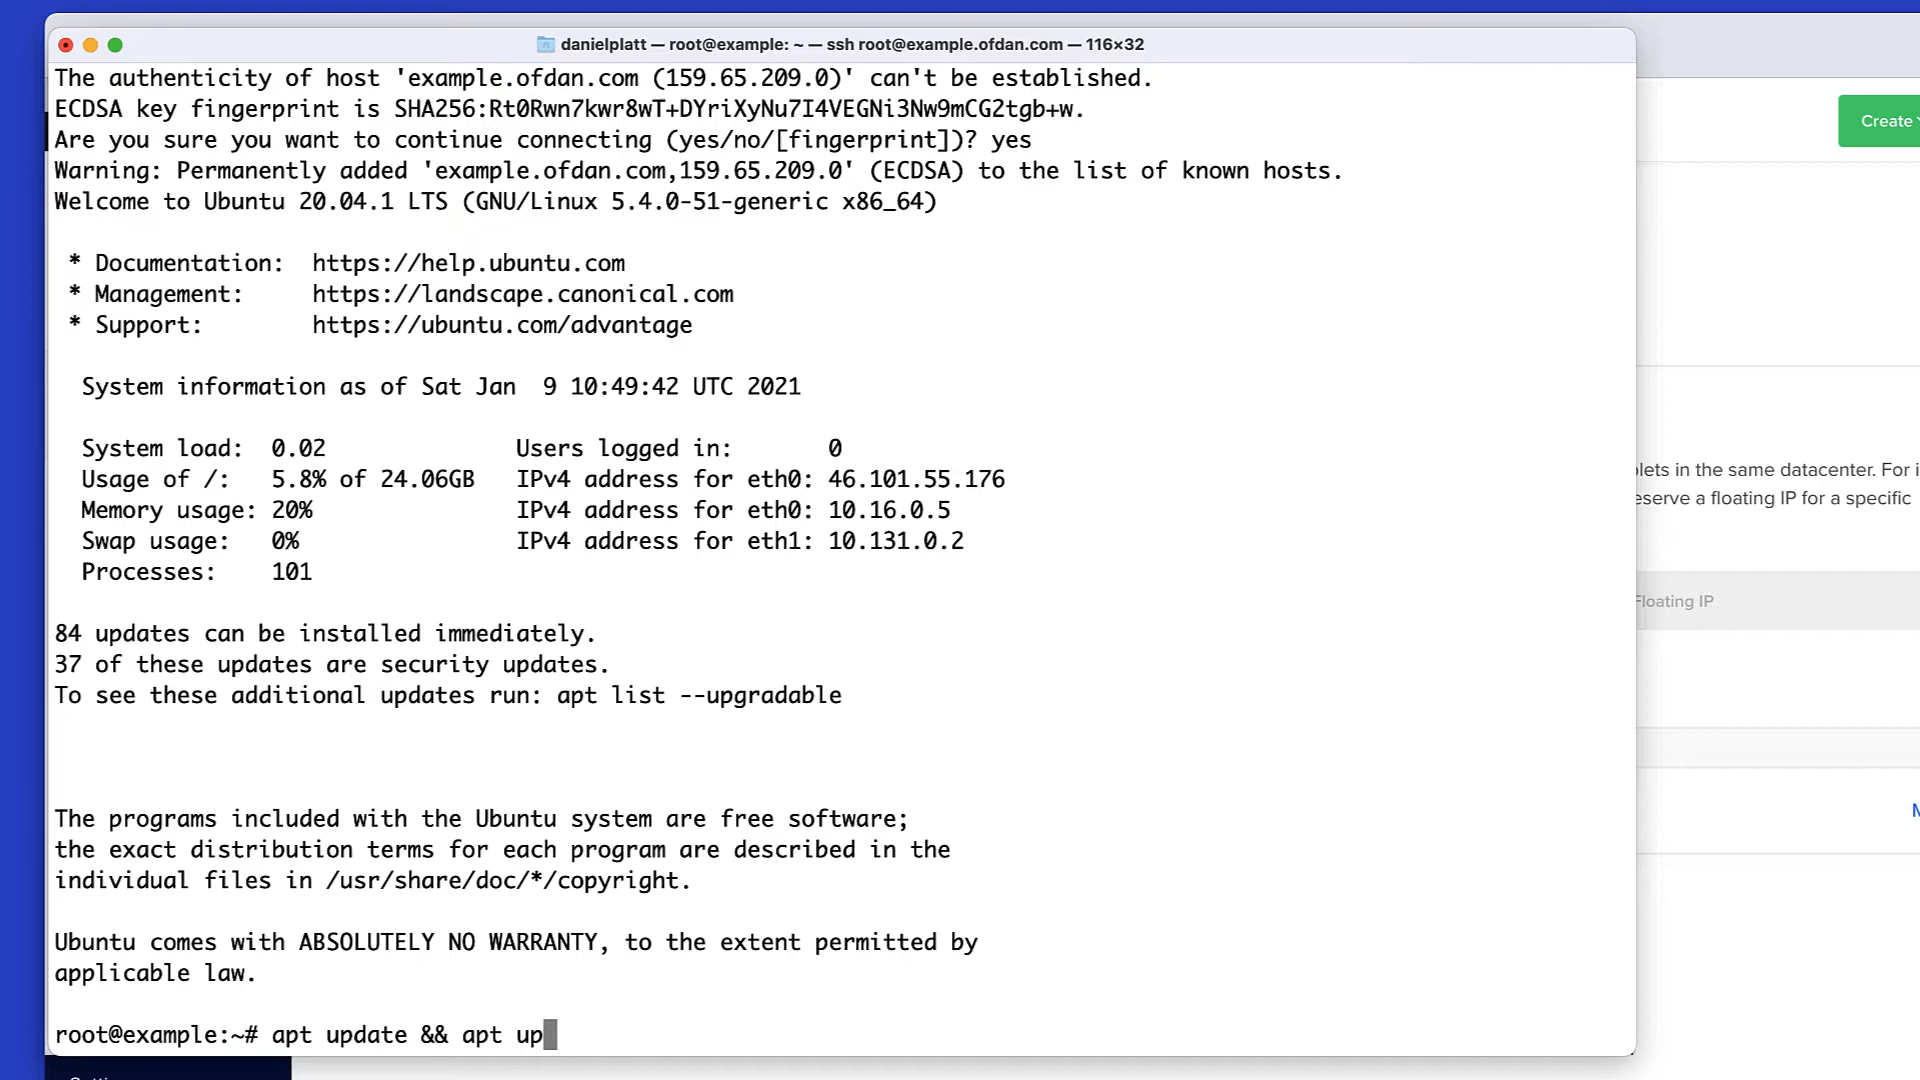 danielplatt — root@example: ~ — ssh root@example.ofdan.com — 116×32
The authenticity of host 'example.ofdan.com (159.65.209.0)' can't be established.
ECDSA key fingerprint is SHA256:Rt0Rwn7kwr8wT+DYriXyNu7I4VEGNi3Nw9mCG2tgb+w.
Are you sure you want to continue connecting (yes/no/[fingerprint])? yes
Warning: Permanently added 'example.ofdan.com,159.65.209.0' (ECDSA) to the list of known hosts.
Welcome to Ubuntu 20.04.1 LTS (GNU/Linux 5.4.0-51-generic x86_64)
* Documentation:  https://help.ubuntu.com
* Management:     https://landscape.canonical.com
* Support:        https://ubuntu.com/advantage
System information as of Sat Jan  9 10:49:42 UTC 2021
System load:  0.02              Users logged in:       0
Usage of /:   5.8% of 24.06GB   IPv4 address for eth0: 46.101.55.176
Memory usage: 20%               IPv4 address for eth0: 10.16.0.5
Swap usage:   0%                IPv4 address for eth1: 10.131.0.2
Processes:    101
84 updates can be installed immediately.
37 of these updates are security updates.
To see these additional updates run: apt list --upgradable
The programs included with the Ubuntu system are free software;
the exact distribution terms for each program are described in the
individual files in /usr/share/doc/*/copyright.
Ubuntu comes with ABSOLUTELY NO WARRANTY, to the extent permitted by
applicable law.
root@example:~# apt update && apt up
Create
lets in the same datacenter. For
eserve a floating IP for a specific
Floating IP